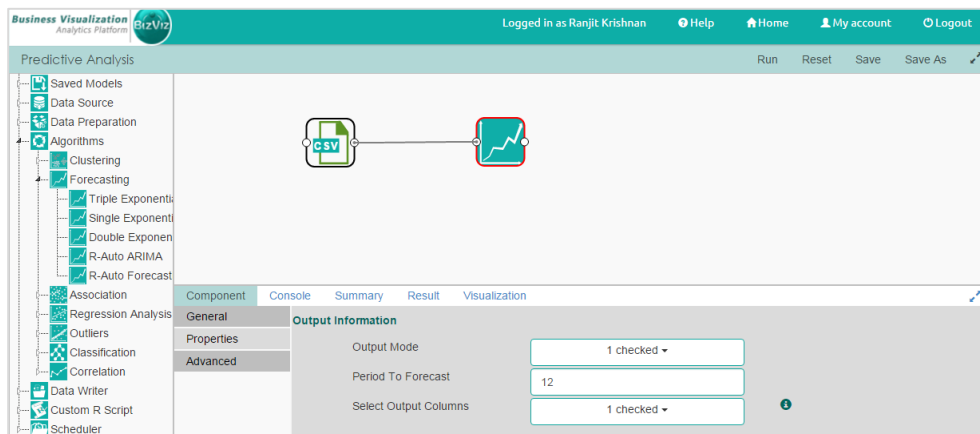 Business Visualization
Analytics Platform
BizViz
Logged in as Ranjit Krishnan
Help
Home
My account
Logout
Predictive Analysis
Run
Reset
Save
Save As
Saved Models
Data Source
Data Preparation
Algorithms
Clustering
Forecasting
Triple Exponentia
Single Exponenti
Double Exponen
R-Auto ARIMA
R-Auto Forecast
Association
Regression Analysis
Outliers
Classification
Correlation
Data Writer
Custom R Script
Scheduler
CSV
Component
Console
Summary
Result
Visualization
General
Properties
Advanced
Output Information
Output Mode
1 checked
Period To Forecast
12
Select Output Columns
1 checked